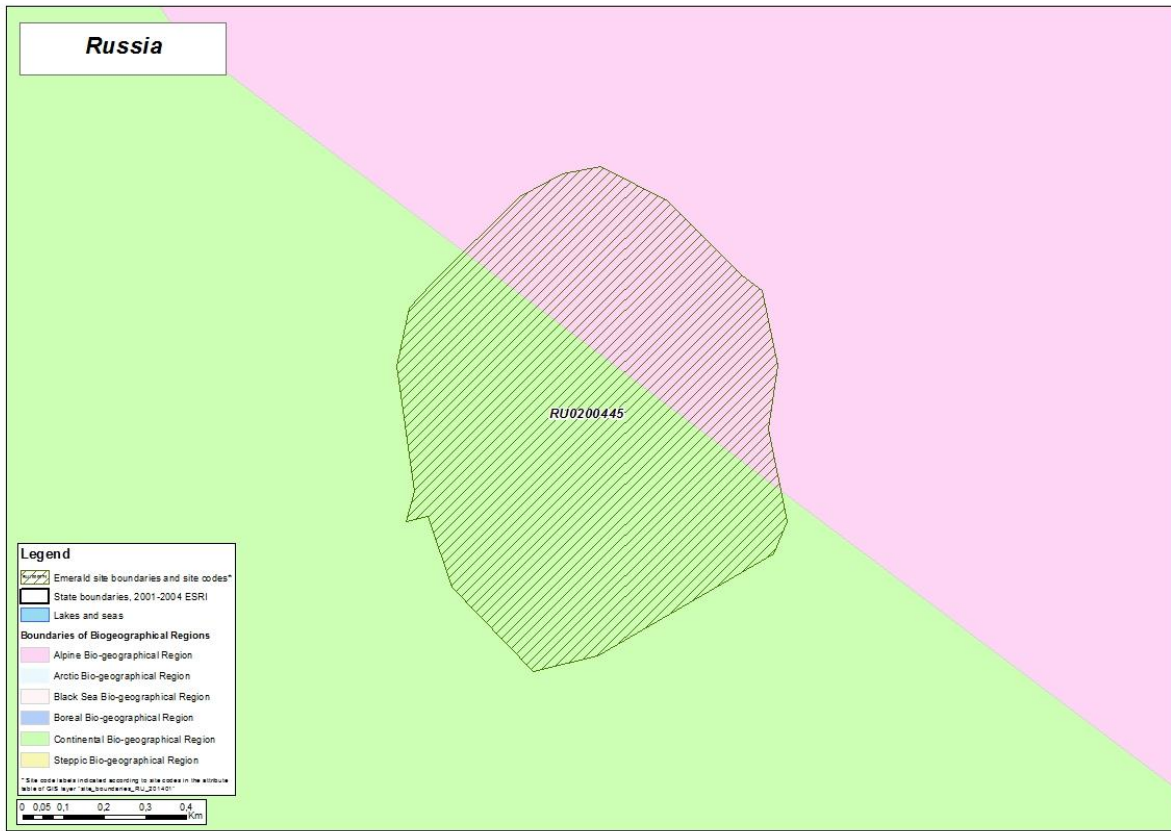 Russia
RU0200445
Legend
Emerald site boundaries and site codes*
State boundaries, 2001-2004 ESRI
Lakes and seas
Boundaries of Biogeographical Regions
Alpine Bio-geographical Region
Arctic Bio-geographical Region
Black Sea Bio-geographical Region
Boreal Bio-geographical Region
Continental Bio-geographical Region
Steppic Bio-geographical Region
* Site code labels indicated according to site codes in the attribute
table of GIS layer "site_boundaries_RU_201401"
0 0,05 0,1 0,2 0,3 0,4
Km